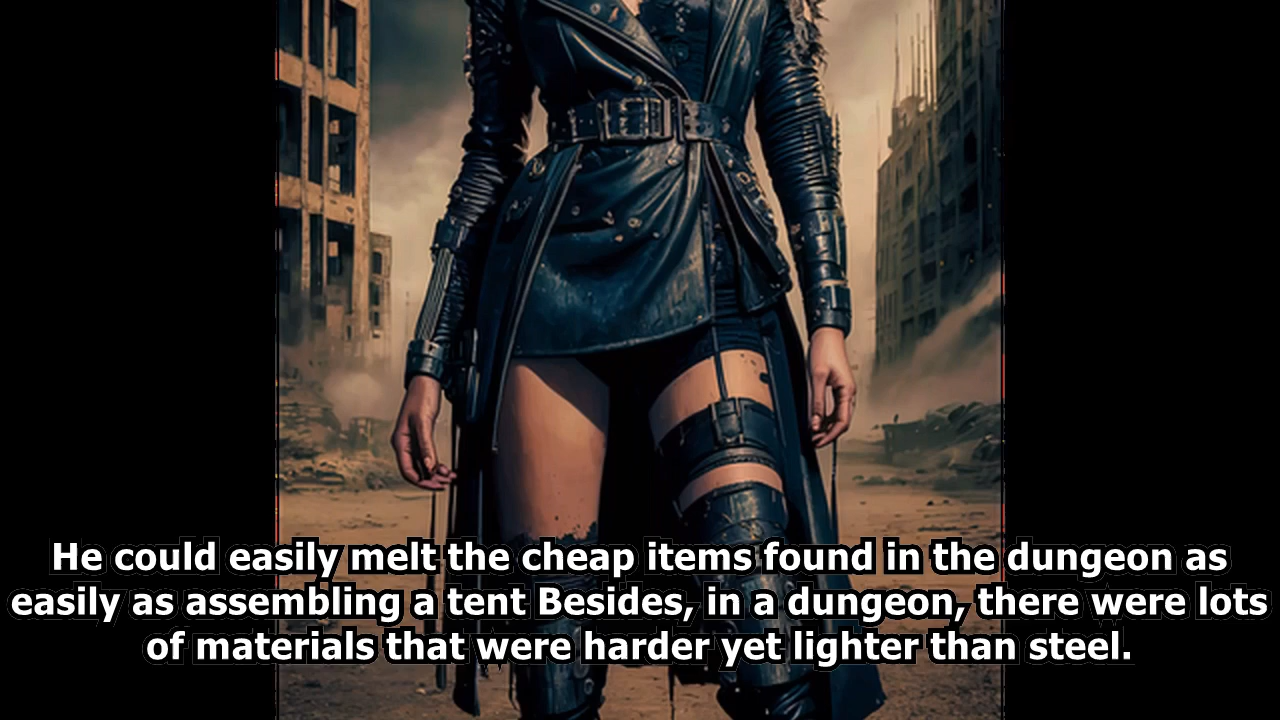 He could easily melt the cheap items found in the dungeon as
easily as assembling a tent Besides, in a dungeon, there were lots
of materials that were harder yet lighter than steel.